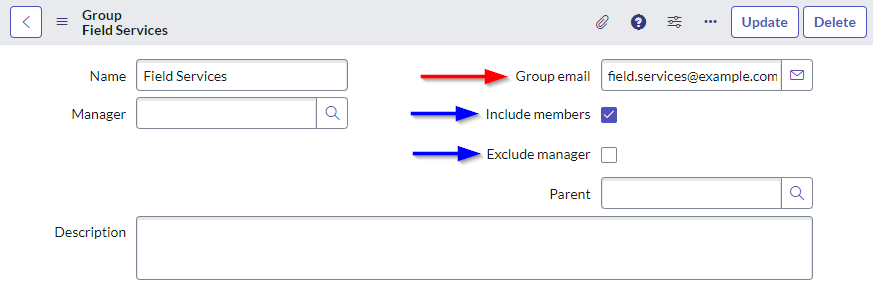 Group
Field Services
Update
Delete
Name
Field Services
Group email
field.services@example.com
Manager
Include members
Exclude manager
Parent
Description